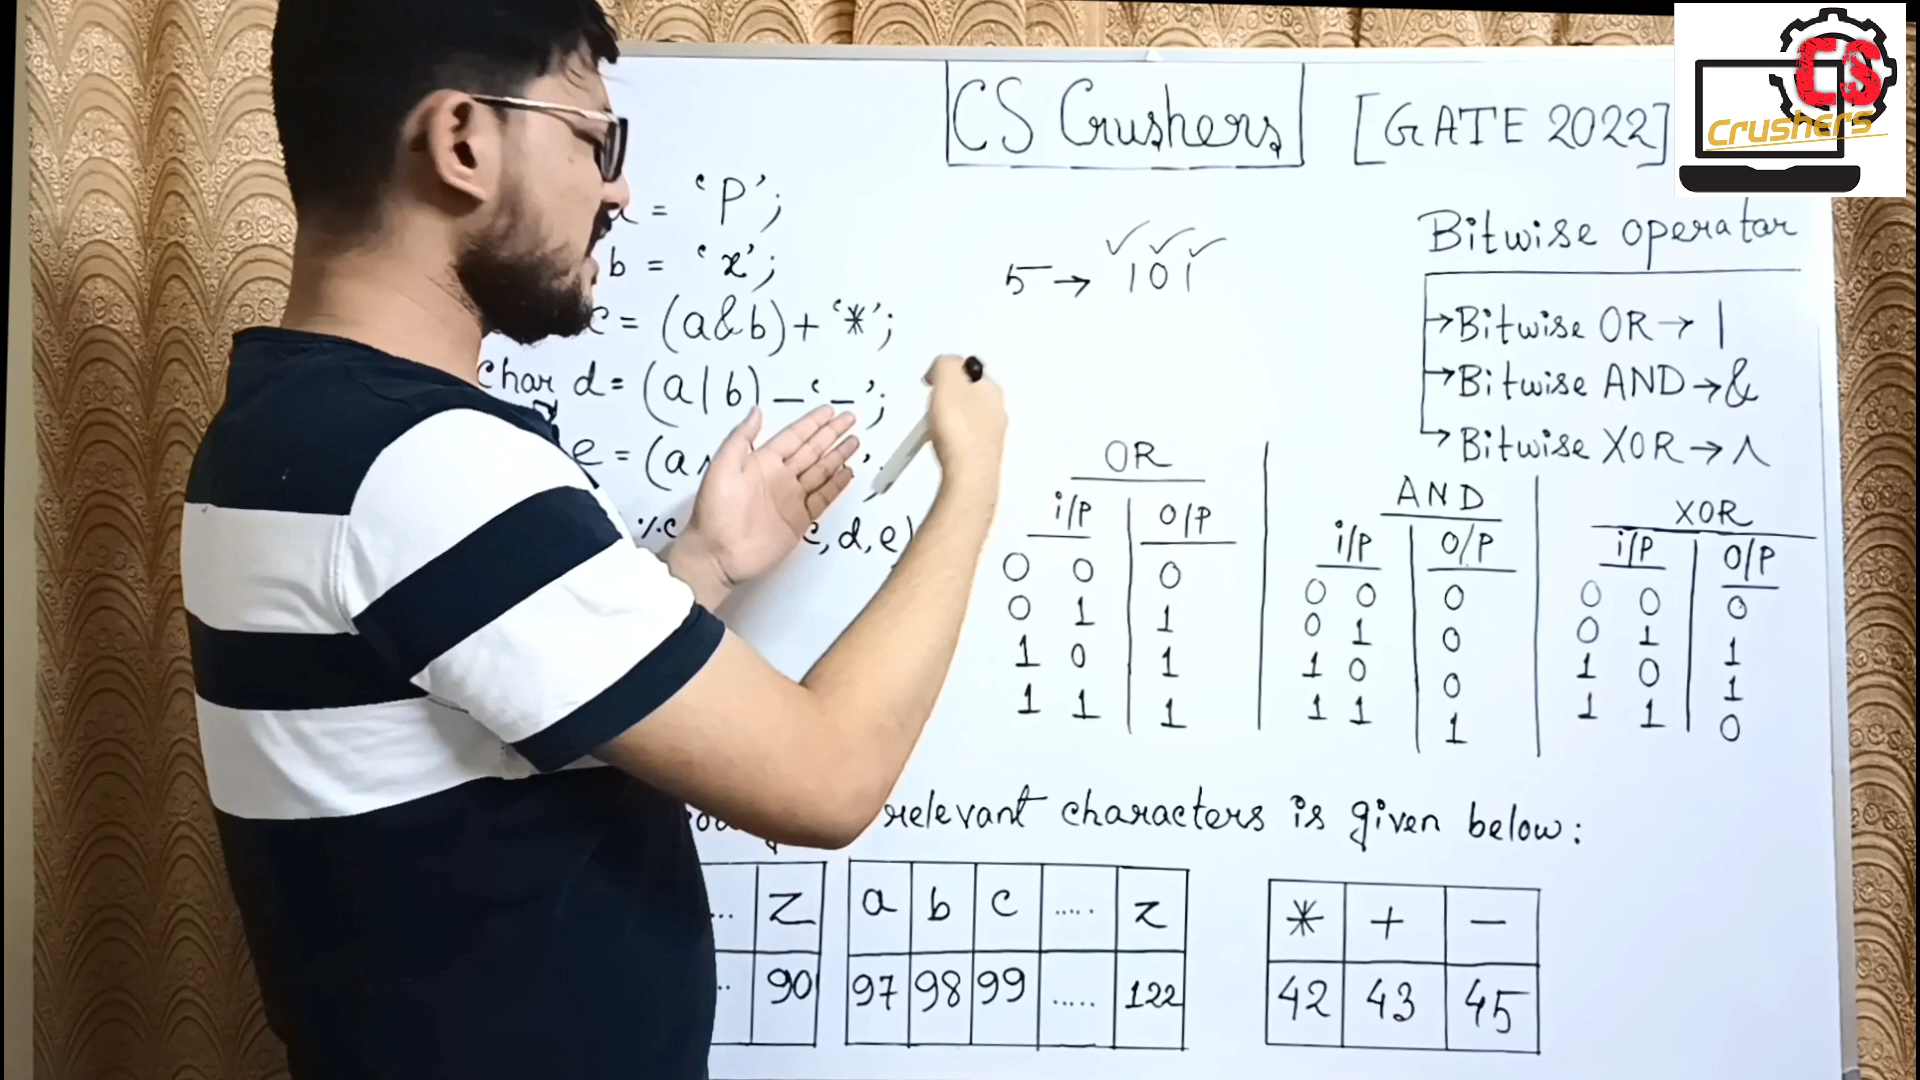 CS Crushers [GATE 2022]
CS
Crushers
a = 'P';
b = 'x';
c = (a&b)+'*';
char d = (a|b)-'-';
e = (a
%c c,d,e)
5 → 101
Bitwise operator
→Bitwise OR → |
→Bitwise AND → &
→Bitwise XOR → ^
OR
i/P O/P
0 0 0
0 1 1
1 0 1
1 1 1
AND
i/P O/P
0 0 0
0 1 0
1 0 0
1 1 1
XOR
i/P O/P
0 0 0
0 1 1
1 0 1
1 1 0
relevant characters is given below:
... Z
.. 90
a b c ..... z
97 98 99 ..... 122
* + -
42 43 45